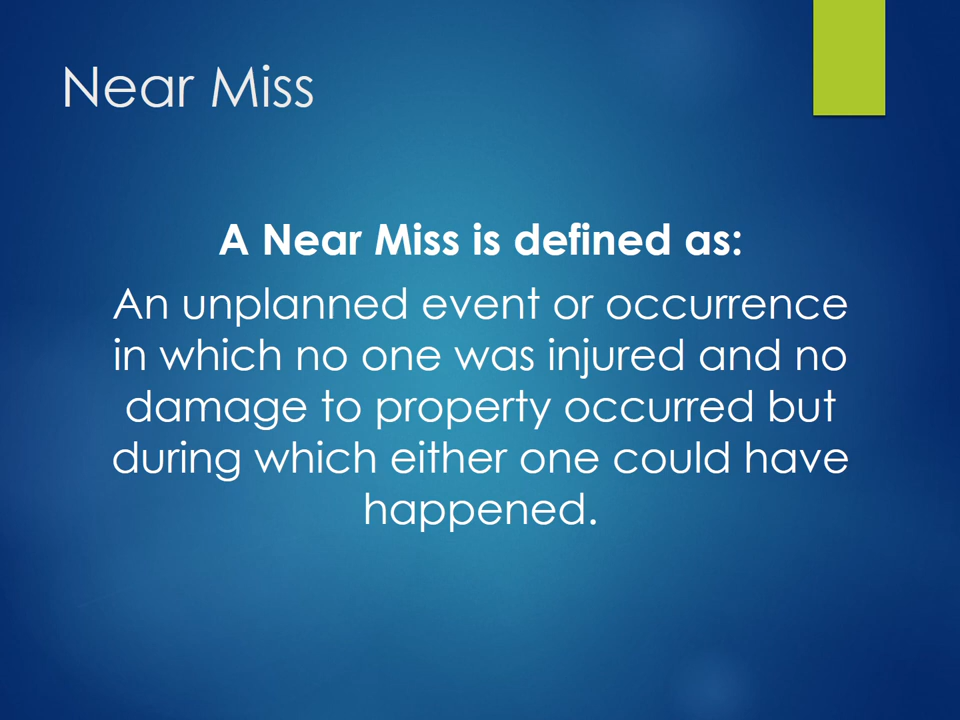 Near Miss
A Near Miss is defined as:
An unplanned event or occurrence
in which no one was injured and no
damage to property occurred but
during which either one could have
happened.